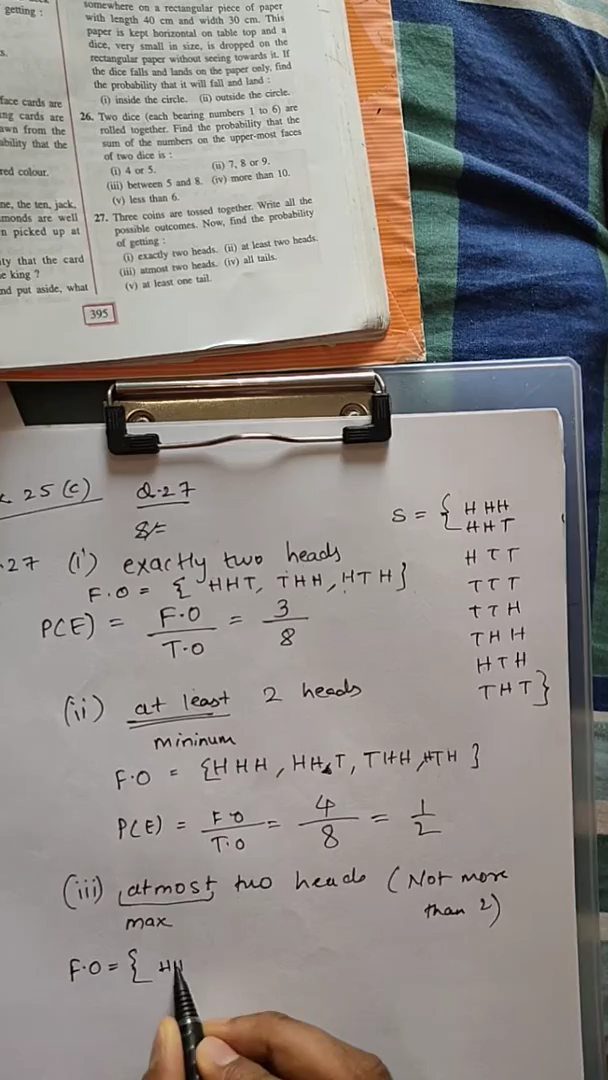 getting :
s.
face cards are
ing cards are
awn from the
ability that the
red colour.
ne, the ten, jack,
monds are well
n picked up at
ity that the card
e king ?
nd put aside, what
somewhere on a rectangular piece of paper
with length 40 cm and width 30 cm. This
paper is kept horizontal on table top and a
dice, very small in size, is dropped on the
rectangular paper without seeing towards it. If
the dice falls and lands on the paper only, find
the probability that it will fall and land :
(i) inside the circle. (ii) outside the circle.
26. Two dice (each bearing numbers 1 to 6) are
rolled together. Find the probability that the
sum of the numbers on the upper-most faces
of two dice is :
(i) 4 or 5. (ii) 7, 8 or 9.
(iii) between 5 and 8. (iv) more than 10.
(v) less than 6.
27. Three coins are tossed together. Write all the
possible outcomes. Now, find the probability
of getting :
(i) exactly two heads. (ii) at least two heads.
(iii) atmost two heads. (iv) all tails.
(v) at least one tail.
395
25 (c) Q.27
S = { H HH
HHT
HTT
TTT
TTH
THH
HTH
THT }
.27 (i) exactly two heads
F.O = { HHT, THH, HTH }
P(E) = F.O / T.O = 3 / 8
(ii) at least 2 heads
mininum
F.O = { HHH, HHT, THH, HTH }
P(E) = F.O / T.O = 4 / 8 = 1 / 2
(iii) atmost two heads (Not more
than 2)
max
F.O = { HH